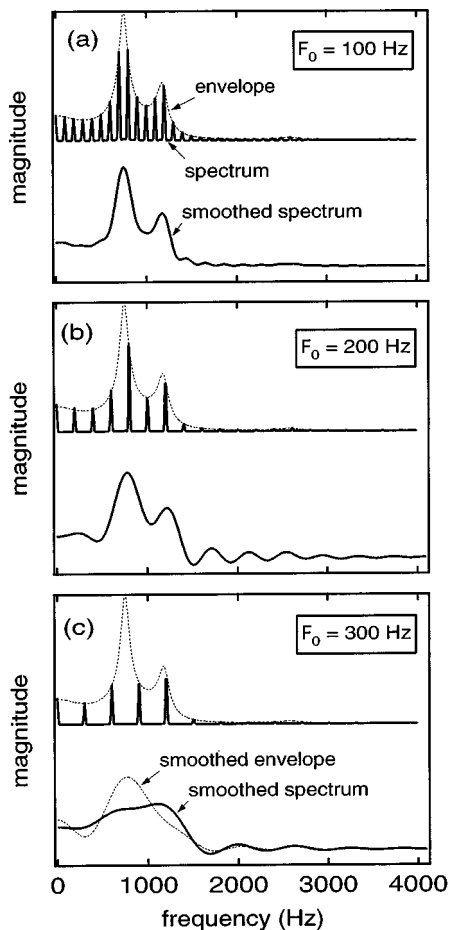 (a)
F₀ = 100 Hz
envelope
spectrum
smoothed spectrum
magnitude
(b)
F₀ = 200 Hz
magnitude
(c)
F₀ = 300 Hz
smoothed envelope
smoothed spectrum
magnitude
0 1000 2000 3000 4000
frequency (Hz)